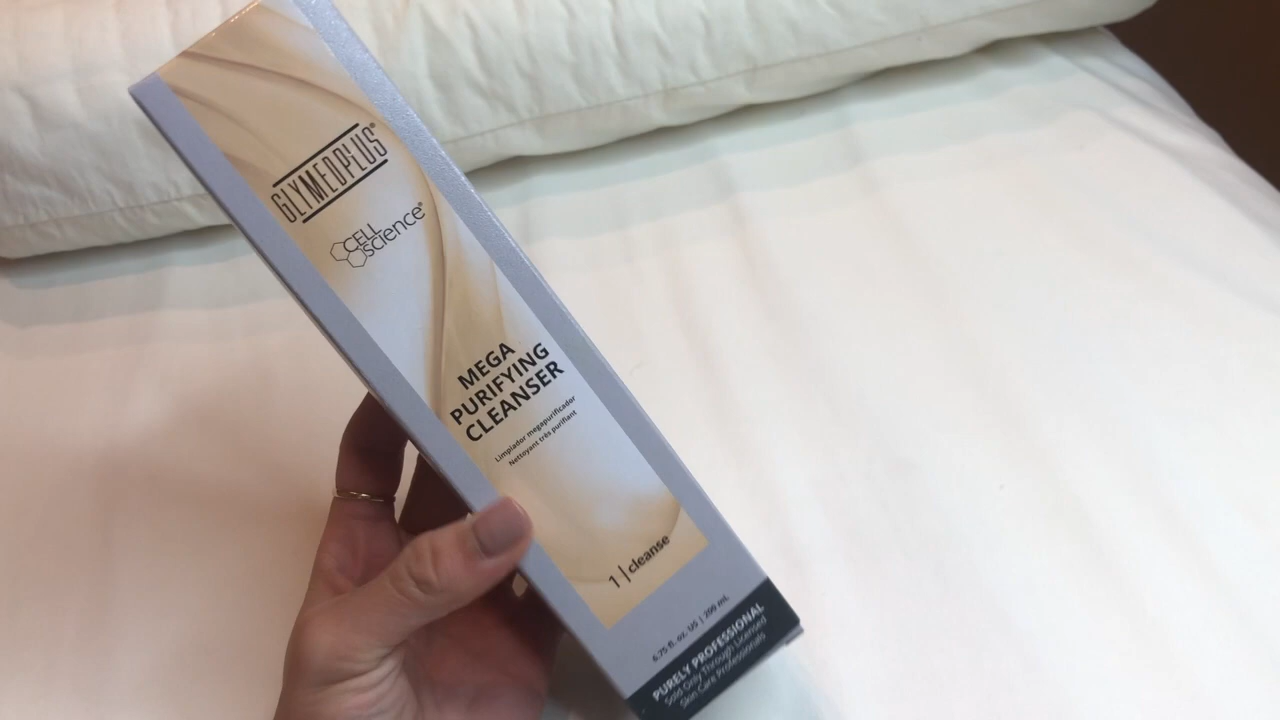 GLYMEDPLUS®
CELL
science®
MEGA
PURIFYING
CLEANSER
Limpiador megapurificador
Nettoyant très purifiant
1 | cleanse
6.75 fl. oz. US | 200 mL
PURELY PROFESSIONAL
Sold Only Through Licensed
Skin Care Professionals